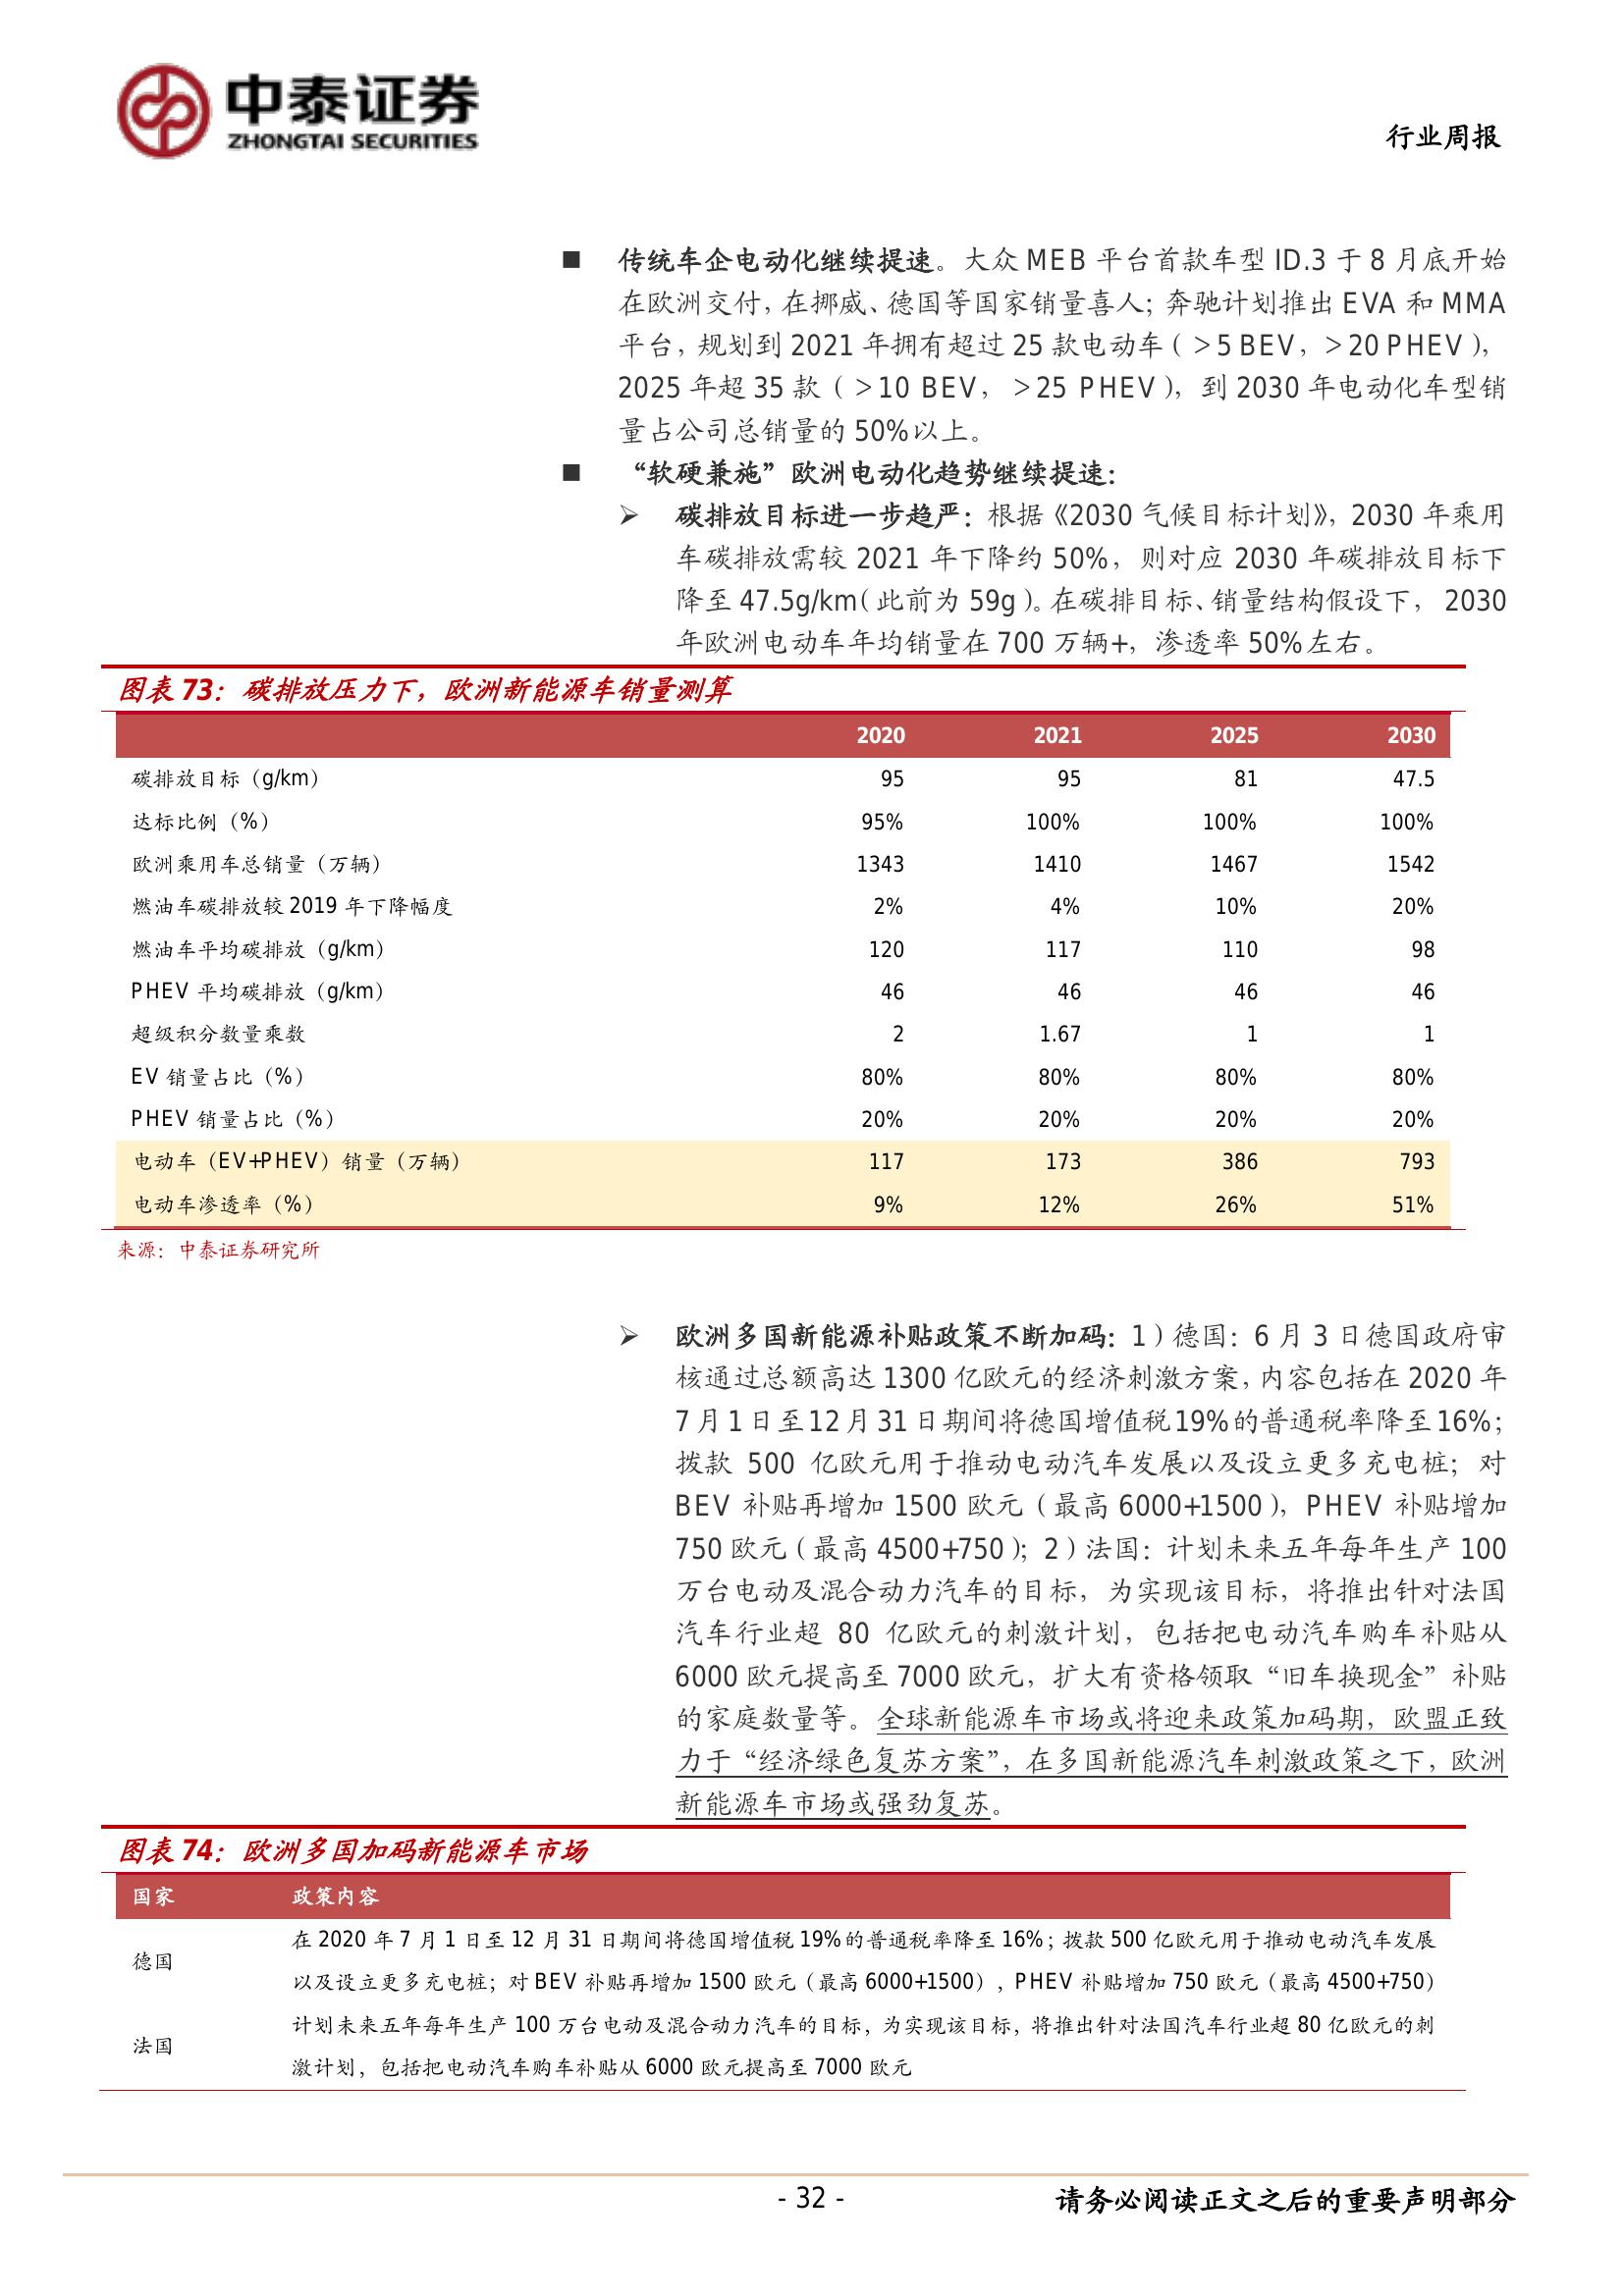 中泰证券
ZHONGTAI SECURITIES
行业周报
■ 传统车企电动化继续提速。大众 MEB 平台首款车型 ID.3 于 8 月底开始
在欧洲交付，在挪威、德国等国家销量喜人；奔驰计划推出 EVA 和 MMA
平台，规划到 2021 年拥有超过 25 款电动车（>5 BEV，>20 PHEV），
2025 年超 35 款（>10 BEV，>25 PHEV），到 2030 年电动化车型销
量占公司总销量的 50%以上。
■ “软硬兼施”欧洲电动化趋势继续提速：
➢ 碳排放目标进一步趋严：根据《2030 气候目标计划》，2030 年乘用
车碳排放需较 2021 年下降约 50%，则对应 2030 年碳排放目标下
降至 47.5g/km（此前为 59g）。在碳排目标、销量结构假设下， 2030
年欧洲电动车年均销量在 700 万辆+，渗透率 50%左右。
图表 73：碳排放压力下，欧洲新能源车销量测算
2020 2021 2025 2030
碳排放目标（g/km） 95 95 81 47.5
达标比例（%） 95% 100% 100% 100%
欧洲乘用车总销量（万辆） 1343 1410 1467 1542
燃油车碳排放较 2019 年下降幅度 2% 4% 10% 20%
燃油车平均碳排放（g/km） 120 117 110 98
PHEV 平均碳排放（g/km） 46 46 46 46
超级积分数量乘数 2 1.67 1 1
EV 销量占比（%） 80% 80% 80% 80%
PHEV 销量占比（%） 20% 20% 20% 20%
电动车（EV+PHEV）销量（万辆） 117 173 386 793
电动车渗透率（%） 9% 12% 26% 51%
来源：中泰证券研究所
➢ 欧洲多国新能源补贴政策不断加码：1）德国：6 月 3 日德国政府审
核通过总额高达 1300 亿欧元的经济刺激方案，内容包括在 2020 年
7 月 1 日至 12 月 31 日期间将德国增值税 19%的普通税率降至 16%；
拨款 500 亿欧元用于推动电动汽车发展以及设立更多充电桩；对
BEV 补贴再增加 1500 欧元（最高 6000+1500），PHEV 补贴增加
750 欧元（最高 4500+750）；2）法国：计划未来五年每年生产 100
万台电动及混合动力汽车的目标，为实现该目标，将推出针对法国
汽车行业超 80 亿欧元的刺激计划，包括把电动汽车购车补贴从
6000 欧元提高至 7000 欧元，扩大有资格领取“旧车换现金”补贴
的家庭数量等。全球新能源车市场或将迎来政策加码期，欧盟正致
力于“经济绿色复苏方案”，在多国新能源汽车刺激政策之下，欧洲
新能源车市场或强劲复苏。
图表 74：欧洲多国加码新能源车市场
国家 政策内容
德国 在 2020 年 7 月 1 日至 12 月 31 日期间将德国增值税 19%的普通税率降至 16%；拨款 500 亿欧元用于推动电动汽车发展
以及设立更多充电桩；对 BEV 补贴再增加 1500 欧元（最高 6000+1500），PHEV 补贴增加 750 欧元（最高 4500+750）
法国 计划未来五年每年生产 100 万台电动及混合动力汽车的目标，为实现该目标，将推出针对法国汽车行业超 80 亿欧元的刺
激计划，包括把电动汽车购车补贴从 6000 欧元提高至 7000 欧元
- 32 -
请务必阅读正文之后的重要声明部分